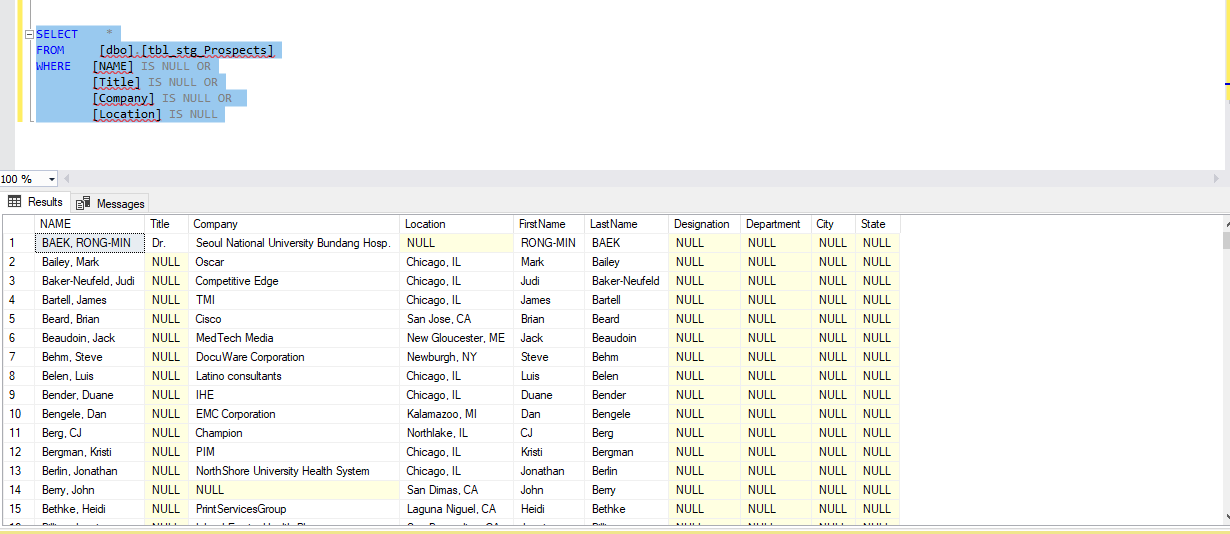 SELECT *
FROM [dbo].[tbl_stg_Prospects]
WHERE [NAME] IS NULL OR
[Title] IS NULL OR
[Company] IS NULL OR
[Location] IS NULL
100 %
Results Messages
NAME Title Company Location FirstName LastName Designation Department City State
1 BAEK, RONG-MIN Dr. Seoul National University Bundang Hosp. NULL RONG-MIN BAEK NULL NULL NULL NULL
2 Bailey, Mark NULL Oscar Chicago, IL Mark Bailey NULL NULL NULL NULL
3 Baker-Neufeld, Judi NULL Competitive Edge Chicago, IL Judi Baker-Neufeld NULL NULL NULL NULL
4 Bartell, James NULL TMI Chicago, IL James Bartell NULL NULL NULL NULL
5 Beard, Brian NULL Cisco San Jose, CA Brian Beard NULL NULL NULL NULL
6 Beaudoin, Jack NULL MedTech Media New Gloucester, ME Jack Beaudoin NULL NULL NULL NULL
7 Behm, Steve NULL DocuWare Corporation Newburgh, NY Steve Behm NULL NULL NULL NULL
8 Belen, Luis NULL Latino consultants Chicago, IL Luis Belen NULL NULL NULL NULL
9 Bender, Duane NULL IHE Chicago, IL Duane Bender NULL NULL NULL NULL
10 Bengele, Dan NULL EMC Corporation Kalamazoo, MI Dan Bengele NULL NULL NULL NULL
11 Berg, CJ NULL Champion Northlake, IL CJ Berg NULL NULL NULL NULL
12 Bergman, Kristi NULL PIM Chicago, IL Kristi Bergman NULL NULL NULL NULL
13 Berlin, Jonathan NULL NorthShore University Health System Chicago, IL Jonathan Berlin NULL NULL NULL NULL
14 Berry, John NULL NULL San Dimas, CA John Berry NULL NULL NULL NULL
15 Bethke, Heidi NULL PrintServicesGroup Laguna Niguel, CA Heidi Bethke NULL NULL NULL NULL